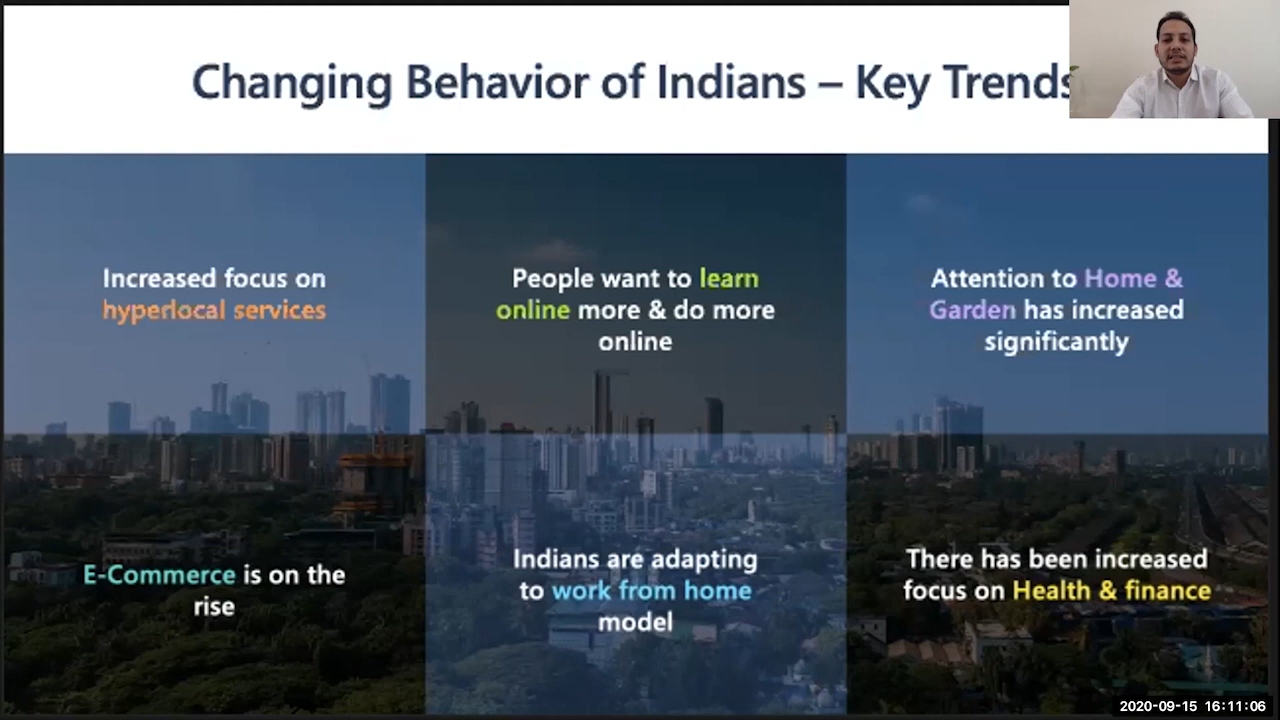 Changing Behavior of Indians – Key Trends
Increased focus on
hyperlocal services
People want to learn
online more & do more
online
Attention to Home &
Garden has increased
significantly
E-Commerce is on the
rise
Indians are adapting
to work from home
model
There has been increased
focus on Health & finance
2020-09-15 16:11:06